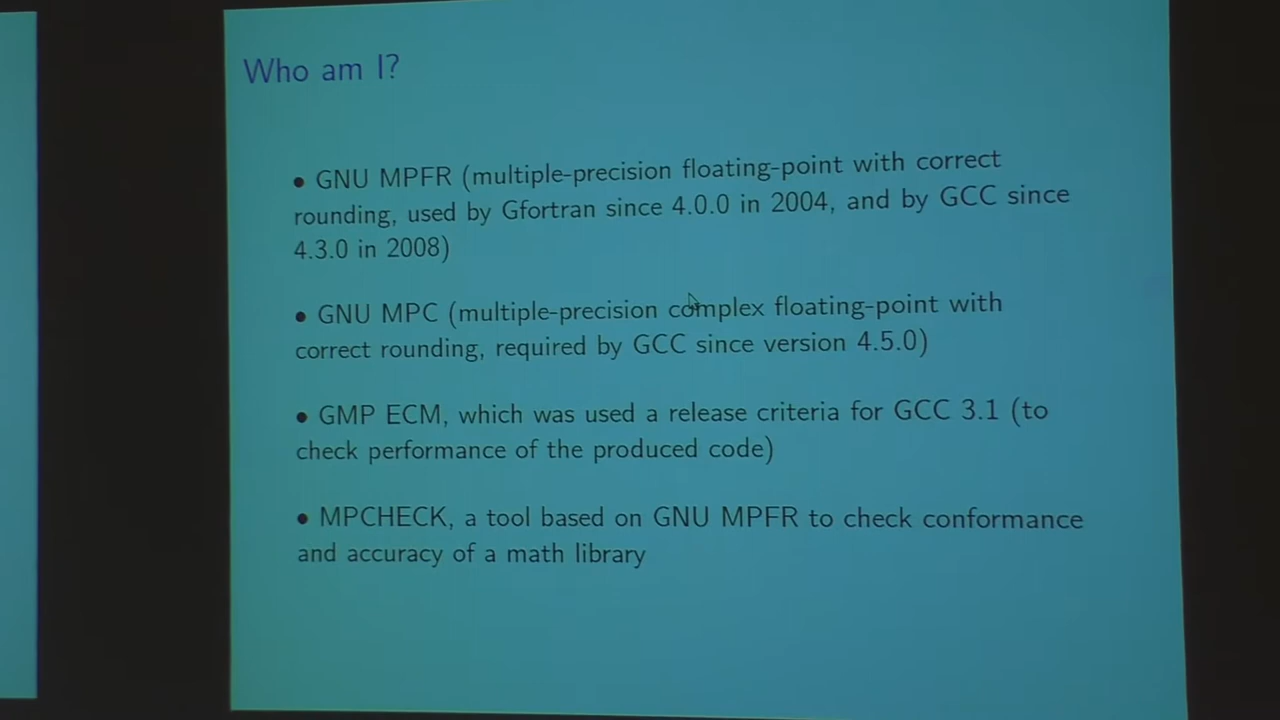 Who am I?
• GNU MPFR (multiple-precision floating-point with correct
rounding, used by Gfortran since 4.0.0 in 2004, and by GCC since
4.3.0 in 2008)
• GNU MPC (multiple-precision complex floating-point with
correct rounding, required by GCC since version 4.5.0)
• GMP ECM, which was used a release criteria for GCC 3.1 (to
check performance of the produced code)
• MPCHECK, a tool based on GNU MPFR to check conformance
and accuracy of a math library